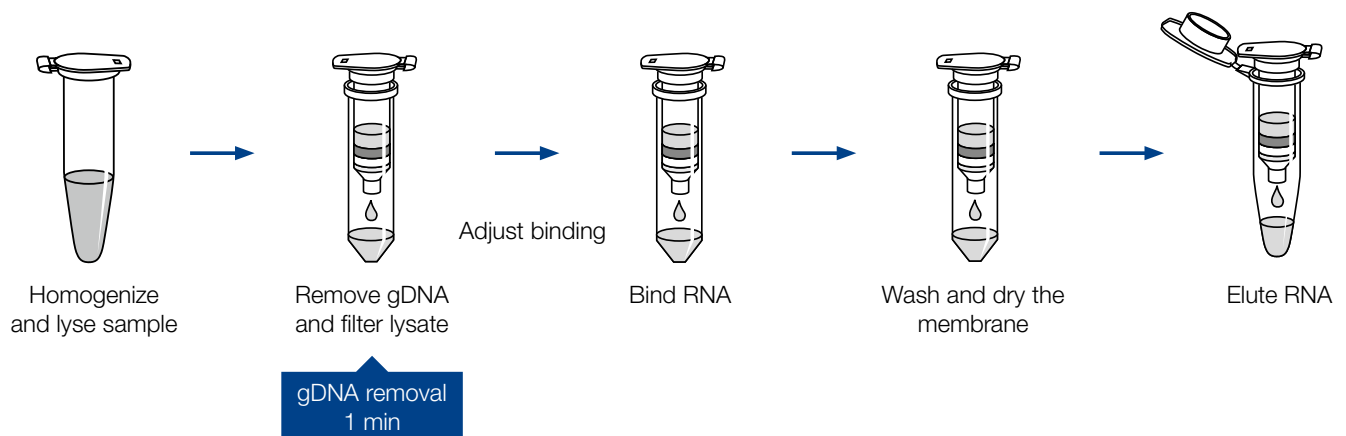 Homogenize
and lyse sample
Remove gDNA
and filter lysate
gDNA removal
1 min
Adjust binding
Bind RNA
Wash and dry the
membrane
Elute RNA